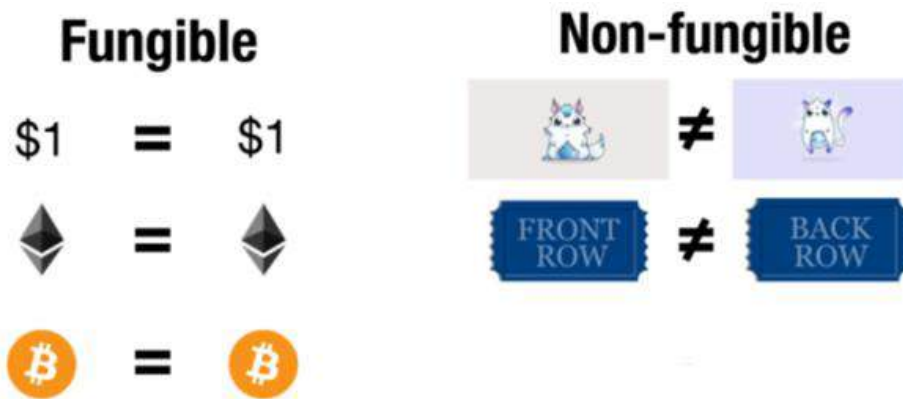 Fungible
$1 = $1
=
=
Non-fungible
≠
FRONT
ROW
≠
BACK
ROW